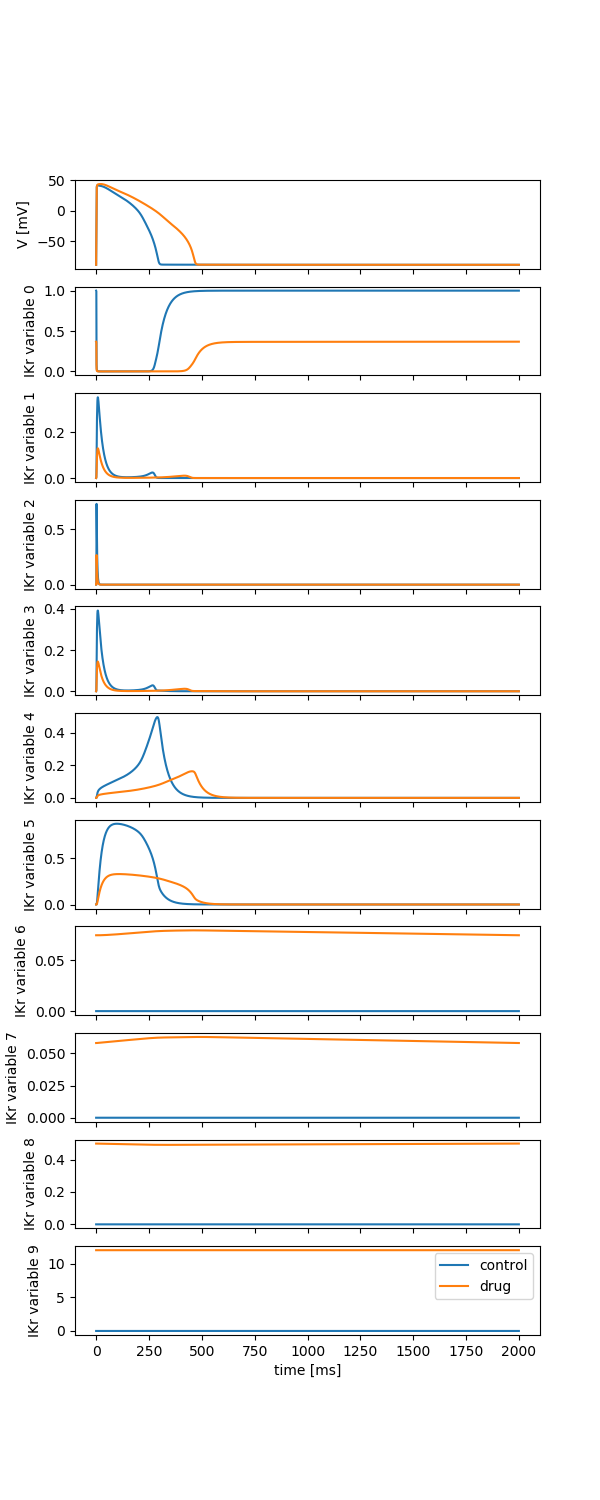 V [mV]
50
0
−50
IKr variable 0
1.0
0.5
0.0
IKr variable 1
0.2
0.0
IKr variable 2
0.5
0.0
IKr variable 3
0.4
0.2
0.0
IKr variable 4
0.4
0.2
0.0
IKr variable 5
0.5
0.0
IKr variable 6
0.05
0.00
IKr variable 7
0.050
0.025
0.000
IKr variable 8
0.4
0.2
0.0
IKr variable 9
10
5
0
control
drug
0 250 500 750 1000 1250 1500 1750 2000
time [ms]